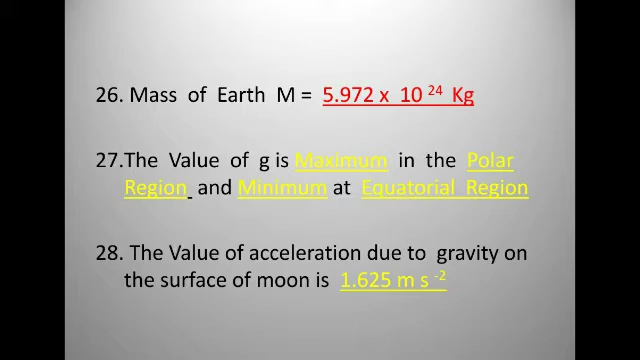 26. Mass of Earth M = 5.972 x 10 24 Kg
27.The Value of g is Maximum in the Polar
Region and Minimum at Equatorial Region
28. The Value of acceleration due to gravity on
the surface of moon is 1.625 m s -2